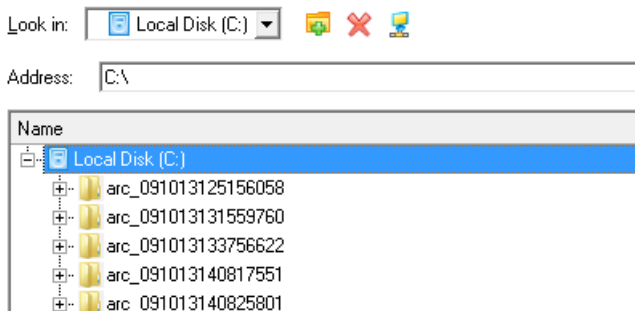 Look in: Local Disk (C:)
Address: C:\
Name
Local Disk (C:)
arc_091013125156058
arc_091013131559760
arc_091013133756622
arc_091013140817551
arc_091013140825801